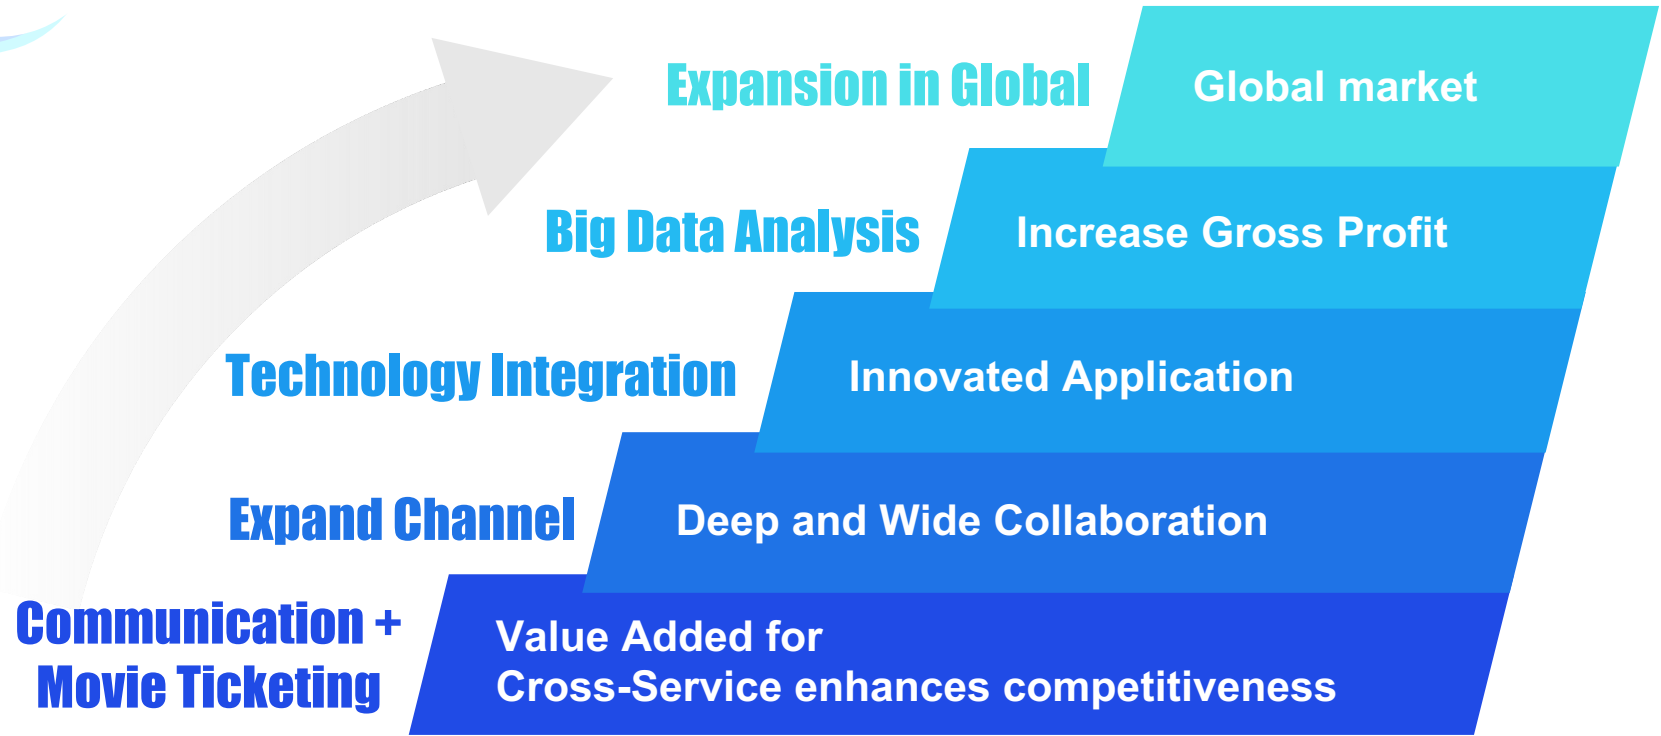 Expansion in Global
Global market
Big Data Analysis
Increase Gross Profit
Technology Integration
Innovated Application
Expand Channel
Deep and Wide Collaboration
Communication +
Movie Ticketing
Value Added for
Cross-Service enhances competitiveness